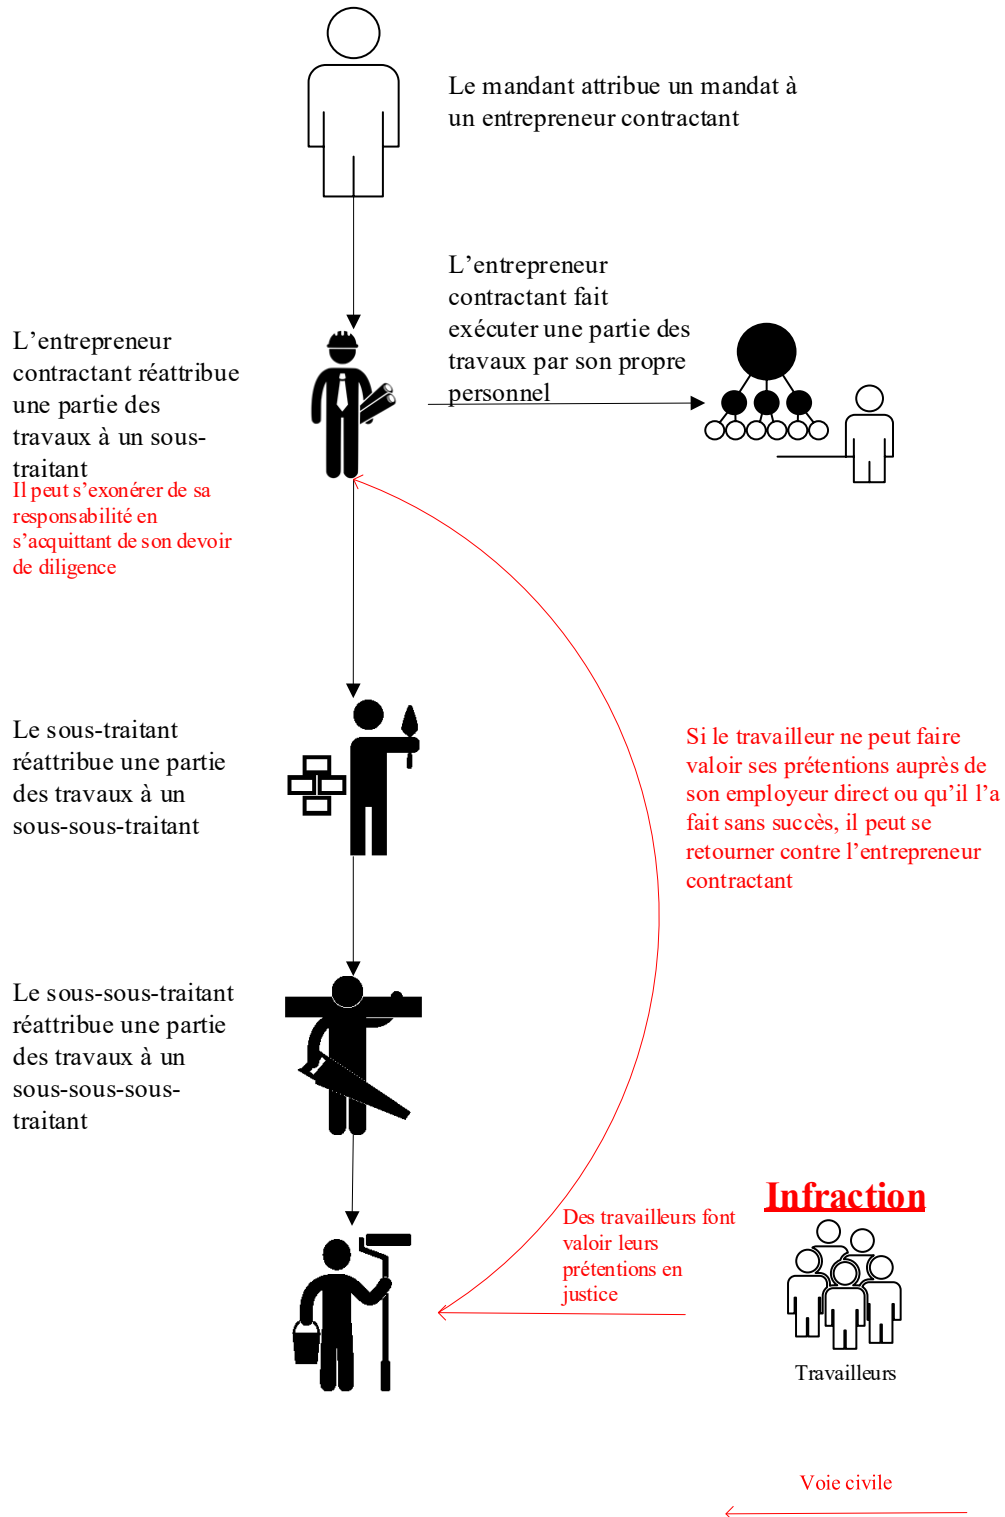 Le mandant attribue un mandat à
un entrepreneur contractant
L’entrepreneur
contractant fait
exécuter une partie des
travaux par son propre
personnel
L’entrepreneur
contractant réattribue
une partie des
travaux à un sous-
traitant
Il peut s’exonérer de sa
responsabilité en
s’acquittant de son devoir
de diligence
Le sous-traitant
réattribue une partie
des travaux à un
sous-sous-traitant
Si le travailleur ne peut faire
valoir ses prétentions auprès de
son employeur direct ou qu’il l’a
fait sans succès, il peut se
retourner contre l’entrepreneur
contractant
Le sous-sous-traitant
réattribue une partie
des travaux à un
sous-sous-sous-
traitant
Infraction
Des travailleurs font
valoir leurs
prétentions en
justice
Travailleurs
Voie civile